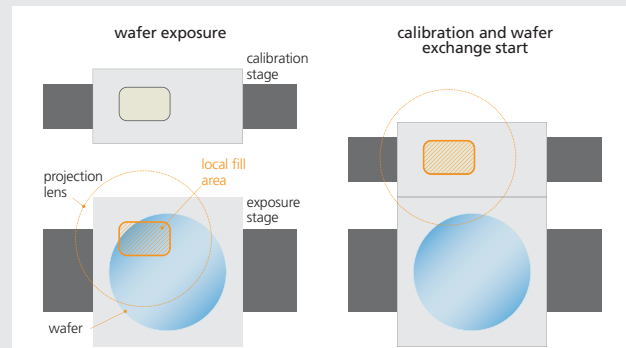 wafer exposure
calibration
stage
projection
lens
local fill
area
exposure
stage
wafer
calibration and wafer
exchange start